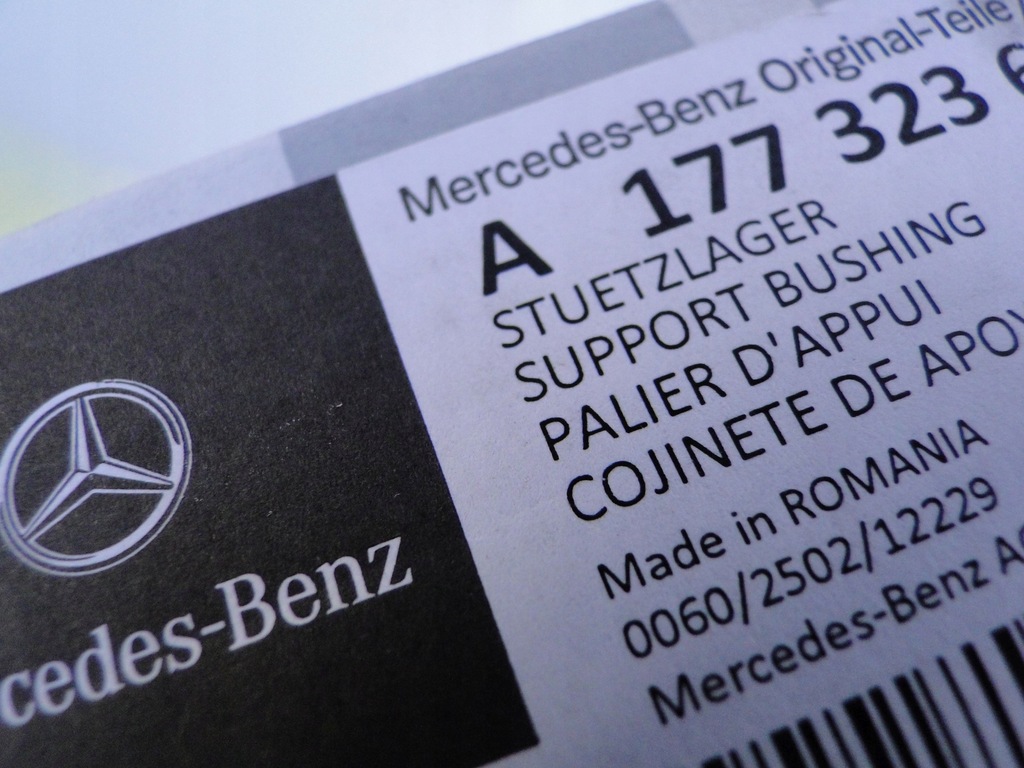 Mercedes-Benz Original-Teile
A 177 323
STUETZLAGER
SUPPORT BUSHING
PALIER D'APPUI
COJINETE DE
Made in ROMANIA
0060/2502/12229
Mercedes-Benz
cedes-Benz